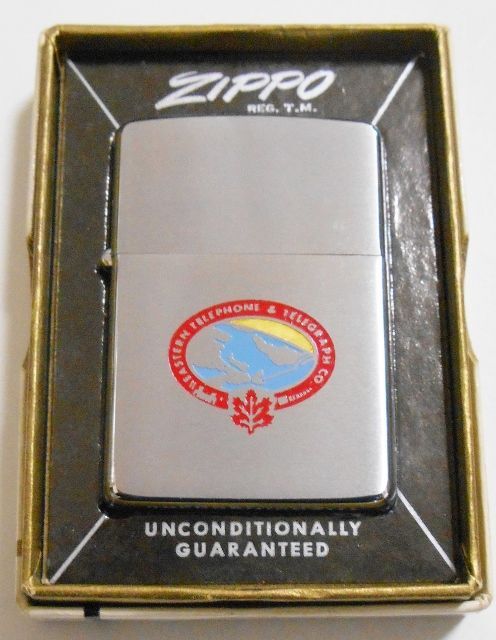 ZIPPO
REG. T.M.
EASTERN TELEPHONE & TELEGRAPH CO.
UNCONDITIONALLY
GUARANTEED